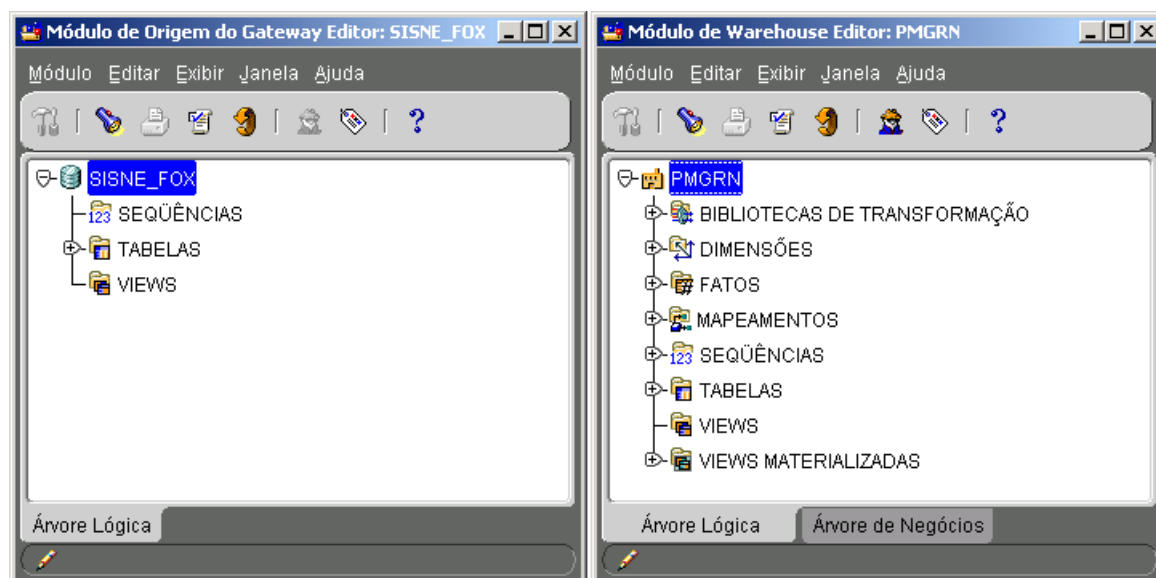 Módulo de Origem do Gateway Editor: SISNE_FOX
Módulo Editar Exibir Janela Ajuda
?
SISNE_FOX
123 SEQÜÊNCIAS
TABELAS
VIEWS
Árvore Lógica
Módulo de Warehouse Editor: PMGRN
Módulo Editar Exibir Janela Ajuda
?
PMGRN
BIBLIOTECAS DE TRANSFORMAÇÃO
DIMENSÕES
FATOS
MAPEAMENTOS
123 SEQÜÊNCIAS
TABELAS
VIEWS
VIEWS MATERIALIZADAS
Árvore Lógica Árvore de Negócios